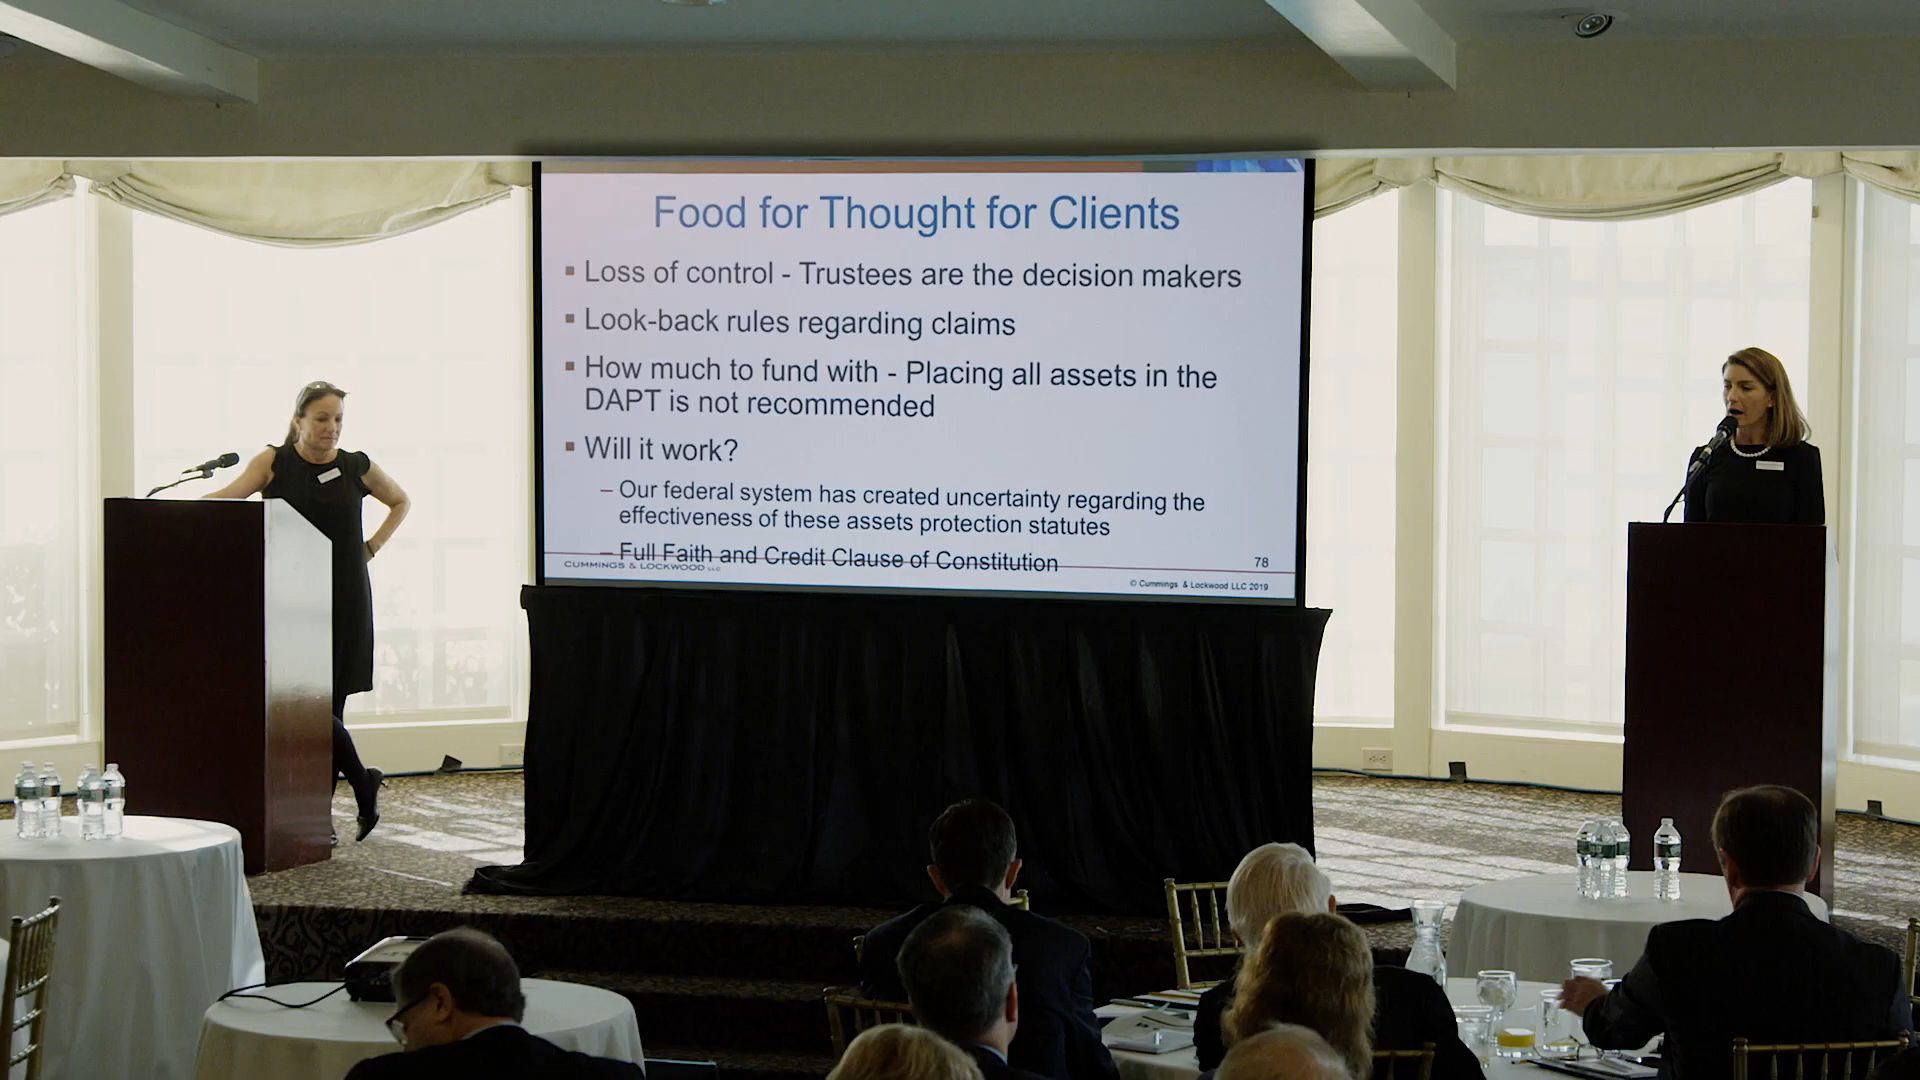 Food for Thought for Clients
▪ Loss of control - Trustees are the decision makers
▪ Look-back rules regarding claims
▪ How much to fund with - Placing all assets in the
DAPT is not recommended
▪ Will it work?
– Our federal system has created uncertainty regarding the
effectiveness of these assets protection statutes
– Full Faith and Credit Clause of Constitution
CUMMINGS & LOCKWOOD LLC
78
© Cummings & Lockwood LLC 2019